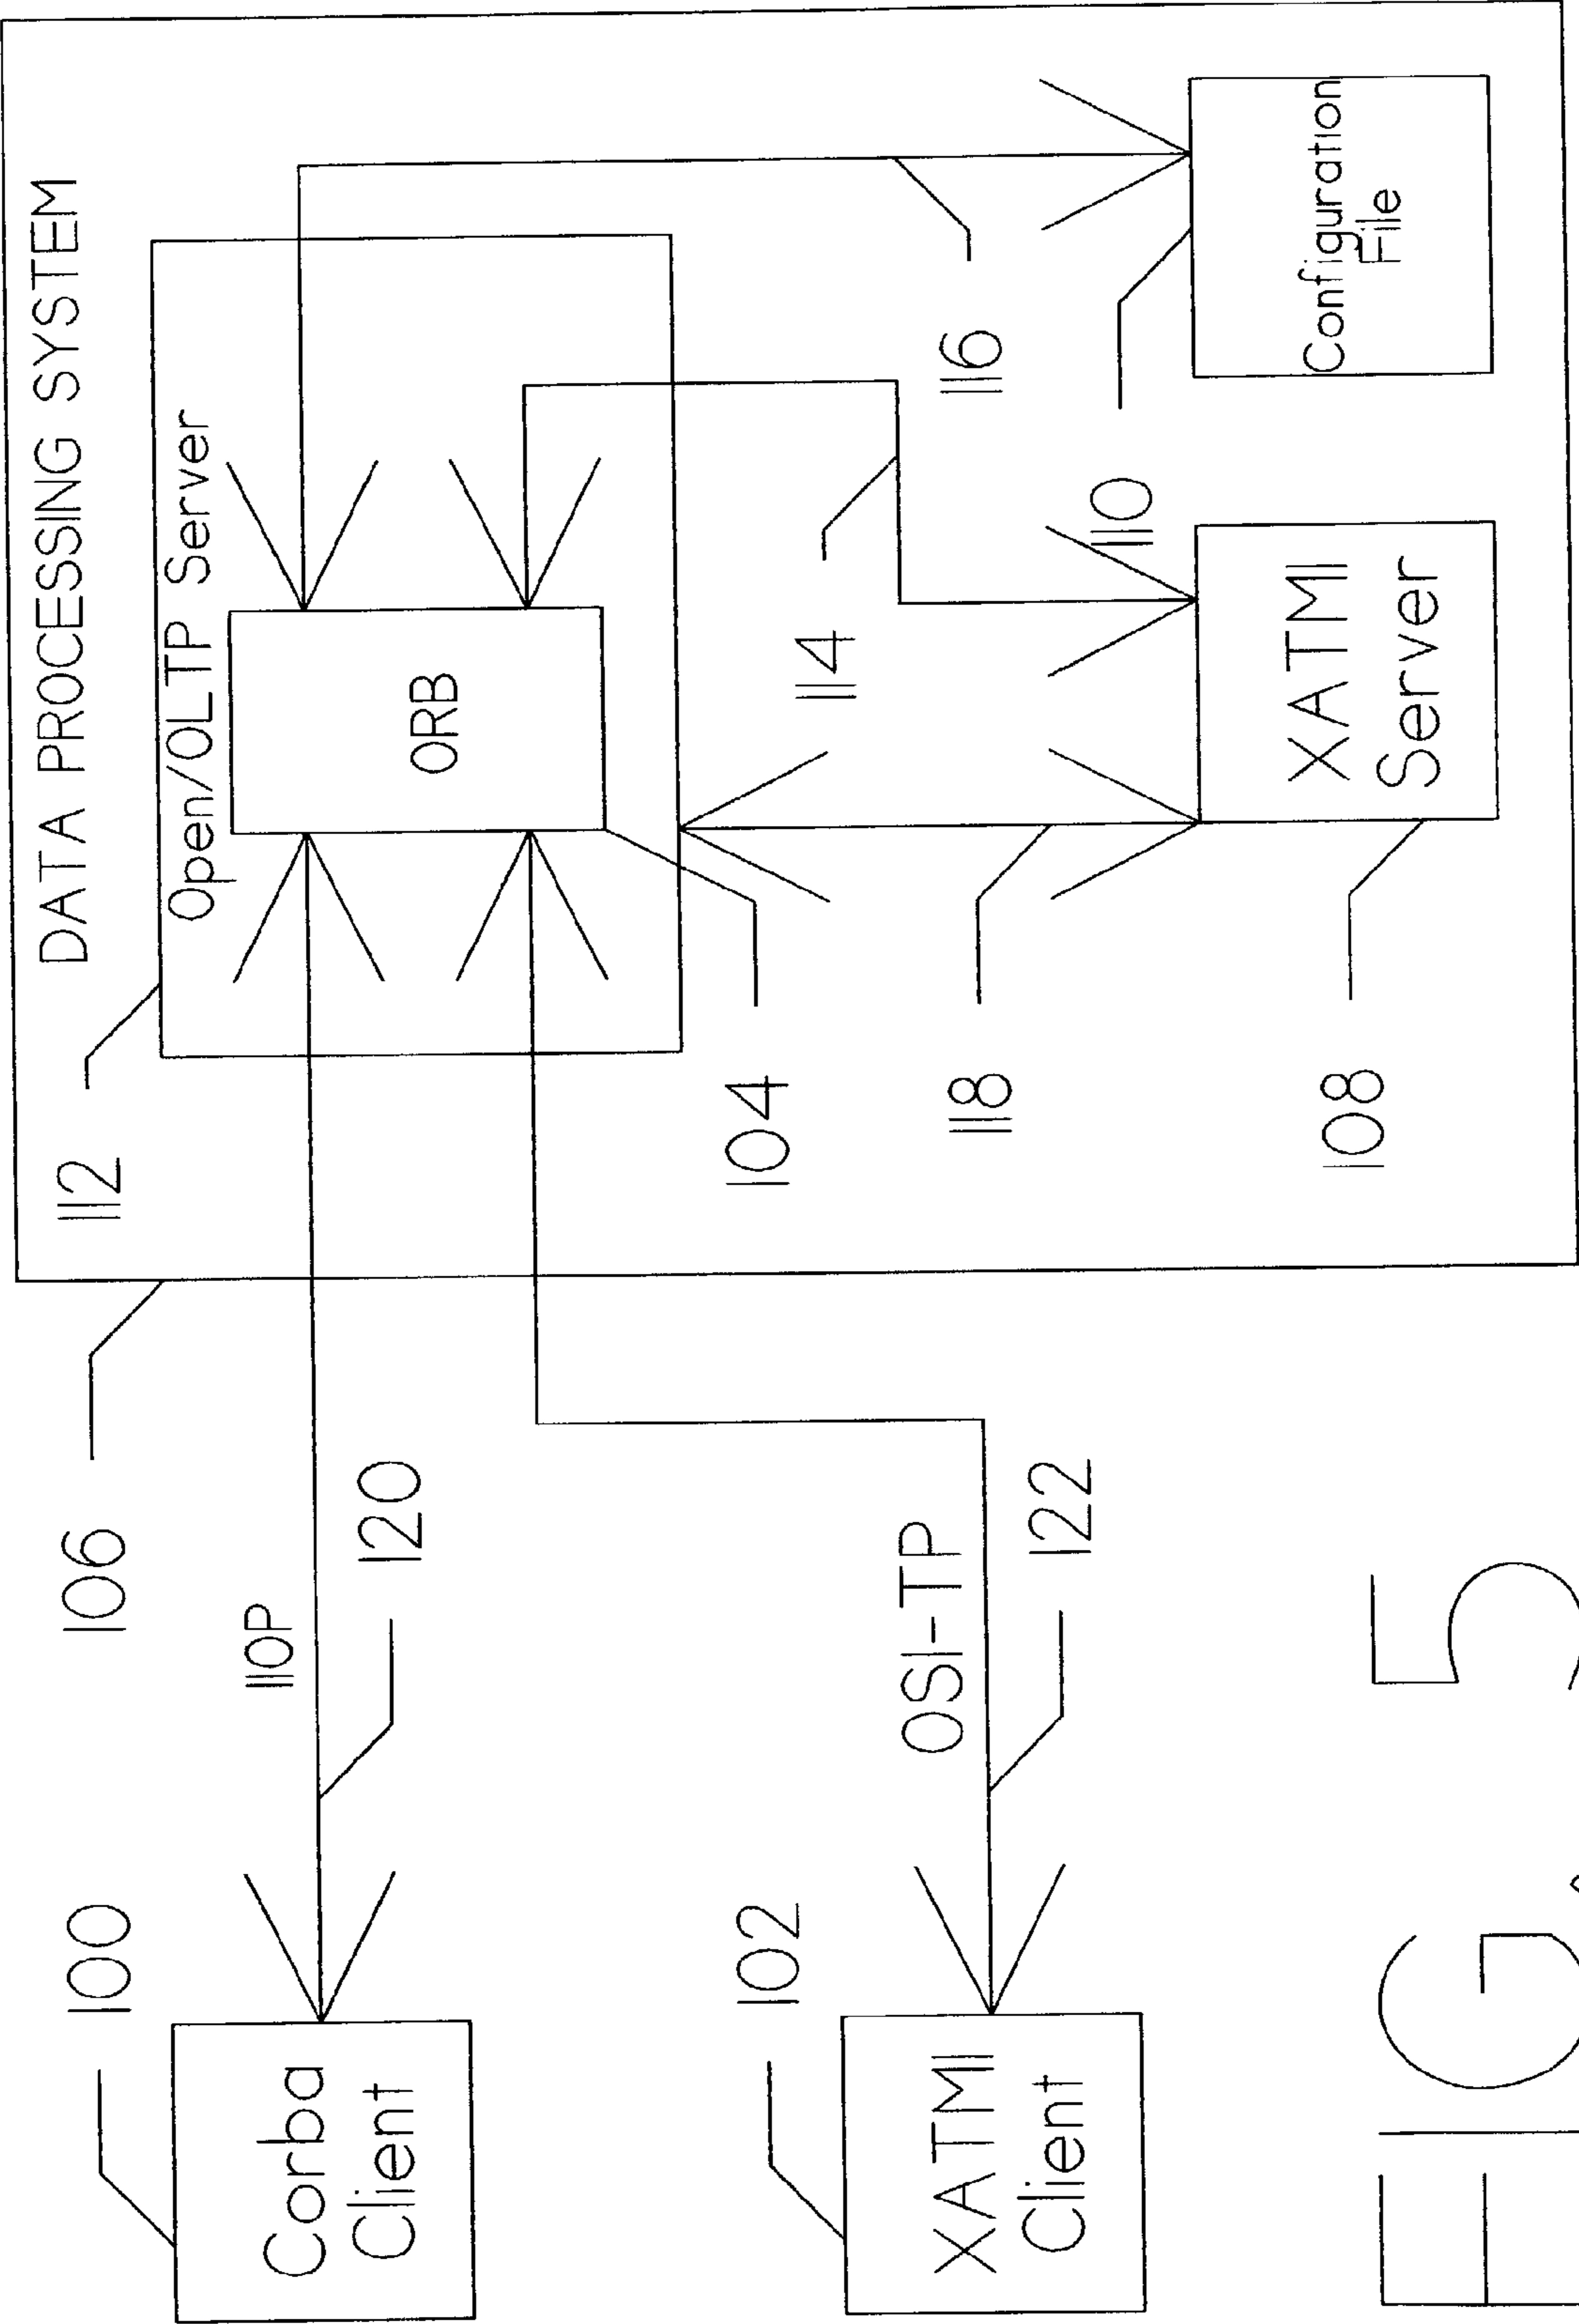 DATA PROCESSING SYSTEM
112
Open/OLTP Server
106
100
Corba
Client
IIOP
120
ORB
104
114
116
118
110
102
XATMI
Client
OSI-TP
122
108
XATMI
Server
Configuration
File
FIG. 5